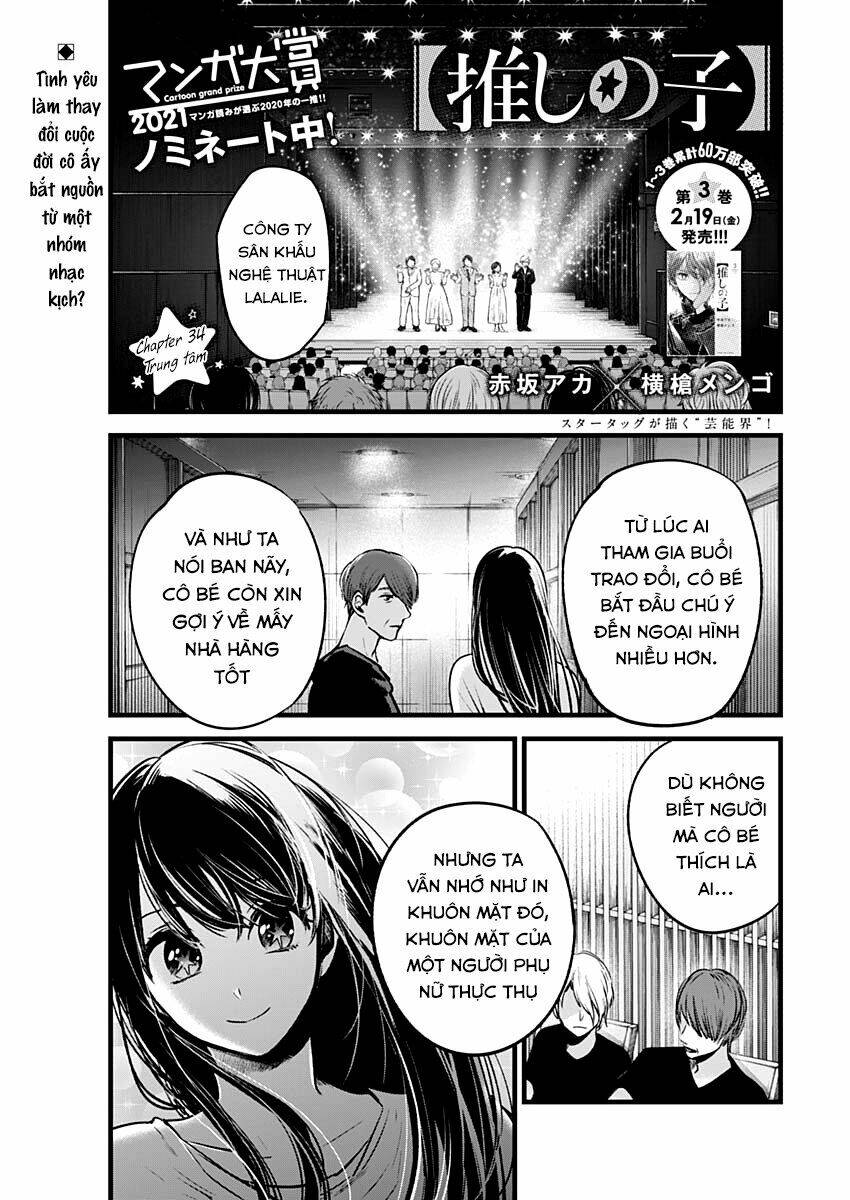 Tình yêu
làm thay
đổi cuộc
đời cô ấy
bắt nguồn
từ một
nhóm
nhạc
kịch?
マンガ大賞
Cartoon grand prize
2021 マンガ読みが選ぶ2020年の一推!!
ノミネート中!
【推しの子】
1~3巻累計60万部突破!!
第3巻
2月19日(金)
発売!!!
【推しの子】
CÔNG TY
SÂN KHẤU
NGHỆ THUẬT
LALALIE.
Chapter 34
Trung tâm
赤坂アカ×横槍メンゴ
スタータッグが描く“芸能界”!
TỪ LÚC AI
THAM GIA BUỔI
TRAO ĐỔI, CÔ BÉ
BẮT ĐẦU CHÚ Ý
ĐẾN NGOẠI HÌNH
NHIỀU HƠN.
VÀ NHƯ TA
NÓI BAN NÃY,
CÔ BÉ CÒN XIN
GỢI Ý VỀ MẤY
NHÀ HÀNG
TỐT
DÙ KHÔNG
BIẾT NGƯỜI
MÀ CÔ BÉ
THÍCH LÀ
AI...
NHƯNG TA
VẪN NHỚ NHƯ IN
KHUÔN MẶT ĐÓ,
KHUÔN MẶT CỦA
MỘT NGƯỜI PHỤ
NỮ THỰC THỤ